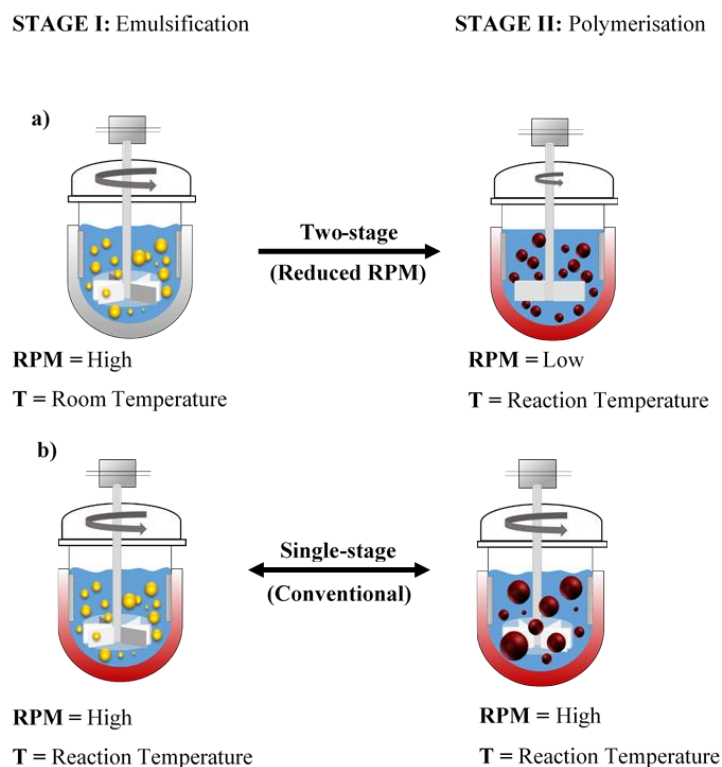 STAGE I: Emulsification
STAGE II: Polymerisation
a)
Two-stage
(Reduced RPM)
RPM = High
T = Room Temperature
RPM = Low
T = Reaction Temperature
b)
Single-stage
(Conventional)
RPM = High
T = Reaction Temperature
RPM = High
T = Reaction Temperature